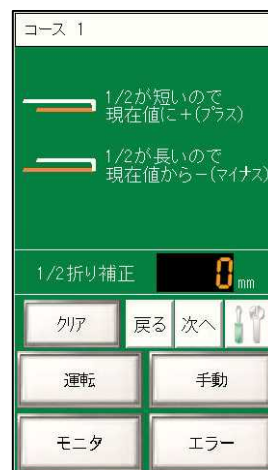 コース 1
1/2が短いので
現在値に+(プラス)
1/2が長いので
現在値から-(マイナス)
1/2折り補正 0 mm
クリア 戻る 次へ
運転 手動
モニタ エラー